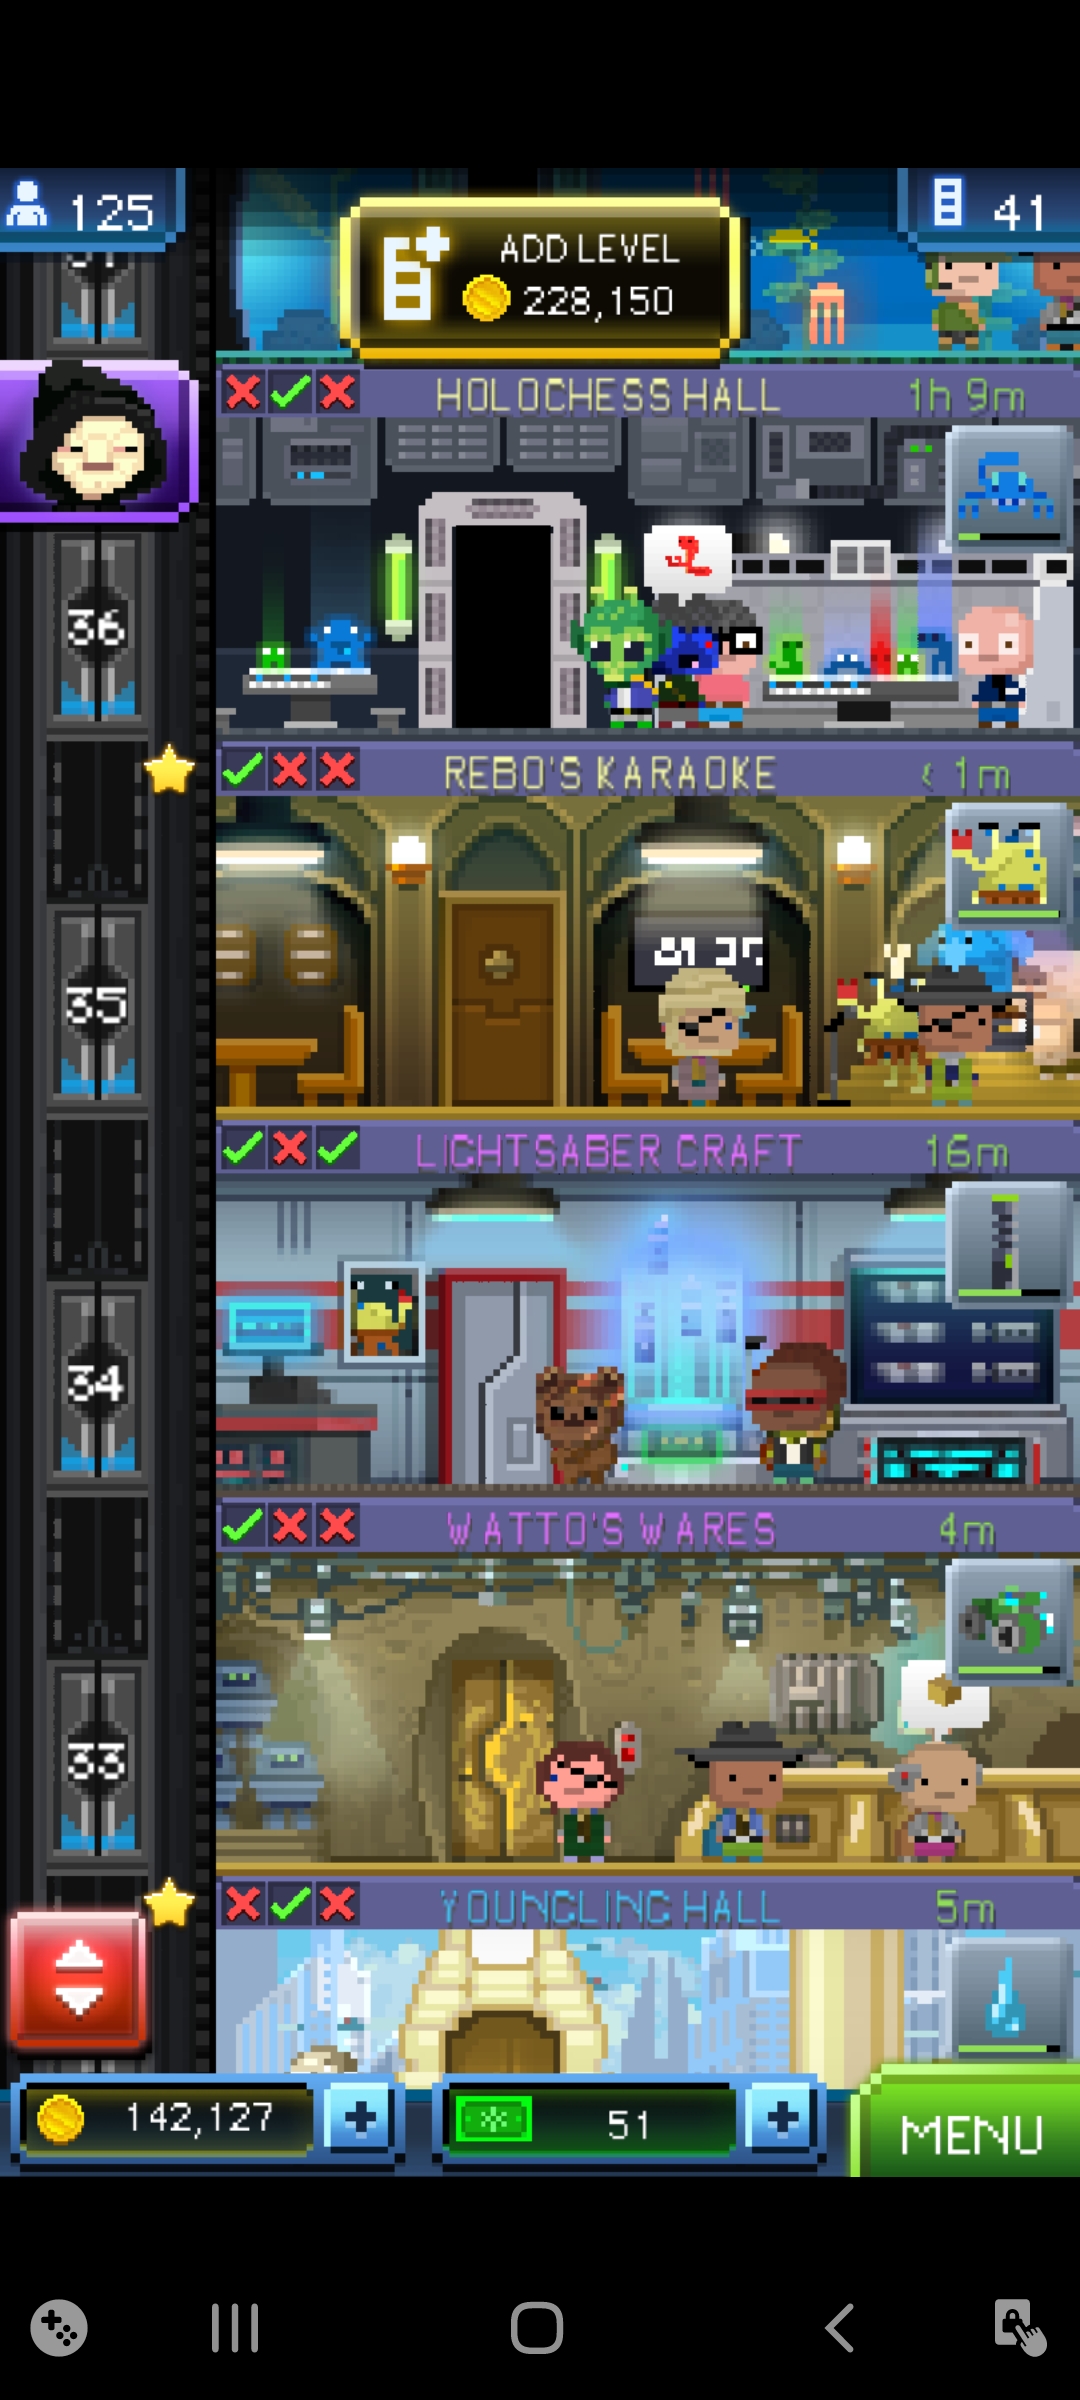 125
ADD LEVEL
228,150
41
HOLOCHESS HALL
1h 9m
36
REBO'S KARAOKE
< 1m
35
LIGHTSABER CRAFT
16m
34
WATTO'S WARES
4m
33
YOUNGLING HALL
5m
142,127
51
MENU